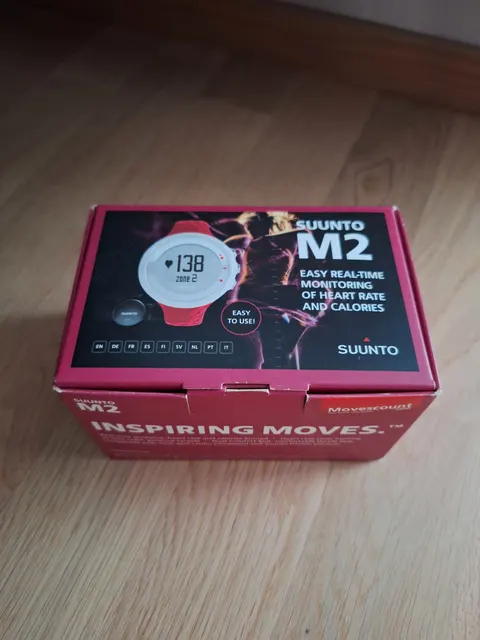 SUUNTO
M2
EASY REAL-TIME
MONITORING
OF HEART RATE
AND CALORIES
138
ZONE 2
SUUNTO
EASY
TO USE!
EN DE FR ES FI SV NL PT IT
SUUNTO
SUUNTO
M2
Movescount
INSPIRING MOVES.™